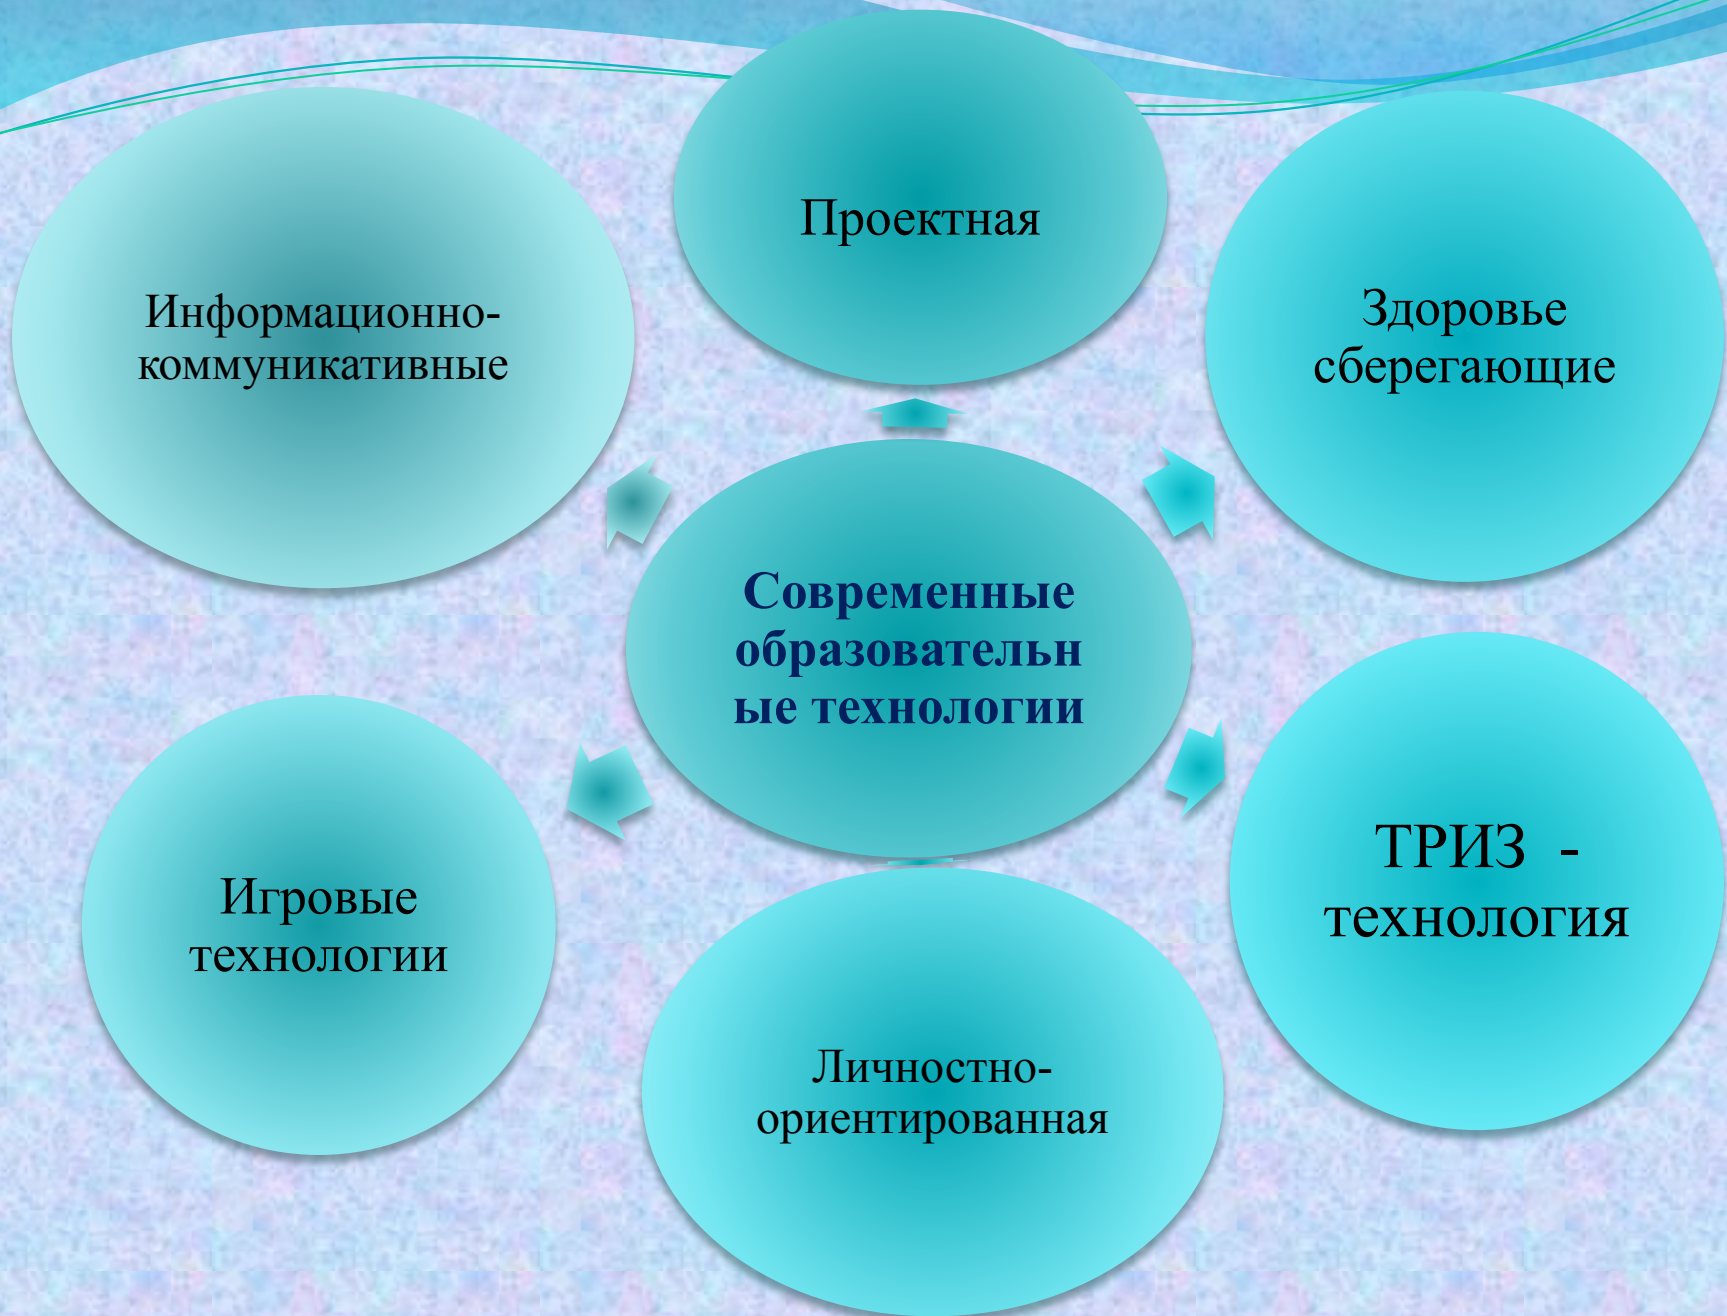 Проектная
Информационно-
коммуникативные
Здоровье
сберегающие
Современные
образовательн
ые технологии
Игровые
технологии
ТРИЗ -
технология
Личностно-
ориентированная